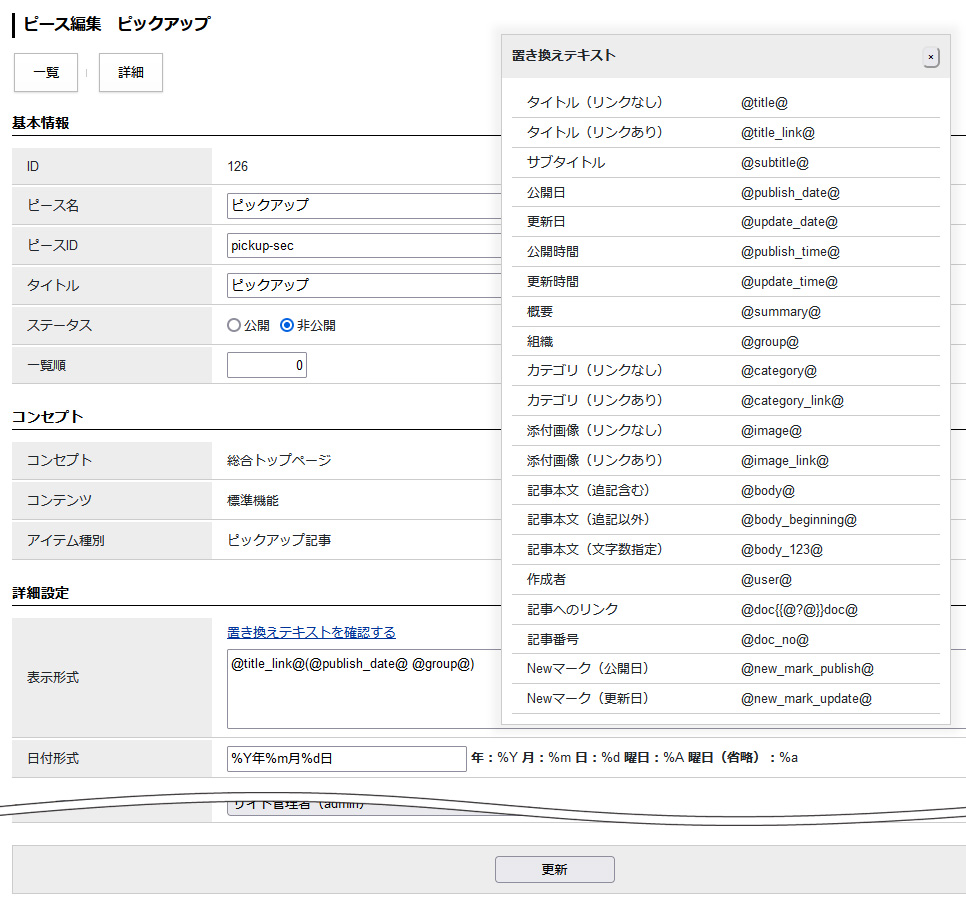 ピース編集　ピックアップ
一覧
詳細
基本情報
ID 126
ピース名 ピックアップ
ピースID pickup-sec
タイトル ピックアップ
ステータス 公開 非公開
一覧順 0
コンセプト
コンセプト 総合トップページ
コンテンツ 標準機能
アイテム種別 ピックアップ記事
詳細設定
置き換えテキストを確認する
表示形式 @title_link@(@publish_date@ @group@)
日付形式 %Y年%m月%d日 年：%Y 月：%m 日：%d 曜日：%A 曜日（省略）：%a
サイト管理者（admin）
更新
置き換えテキスト ×
タイトル（リンクなし） @title@
タイトル（リンクあり） @title_link@
サブタイトル @subtitle@
公開日 @publish_date@
更新日 @update_date@
公開時間 @publish_time@
更新時間 @update_time@
概要 @summary@
組織 @group@
カテゴリ（リンクなし） @category@
カテゴリ（リンクあり） @category_link@
添付画像（リンクなし） @image@
添付画像（リンクあり） @image_link@
記事本文（追記含む） @body@
記事本文（追記以外） @body_beginning@
記事本文（文字数指定） @body_123@
作成者 @user@
記事へのリンク @doc{{@?@}}doc@
記事番号 @doc_no@
Newマーク（公開日） @new_mark_publish@
Newマーク（更新日） @new_mark_update@